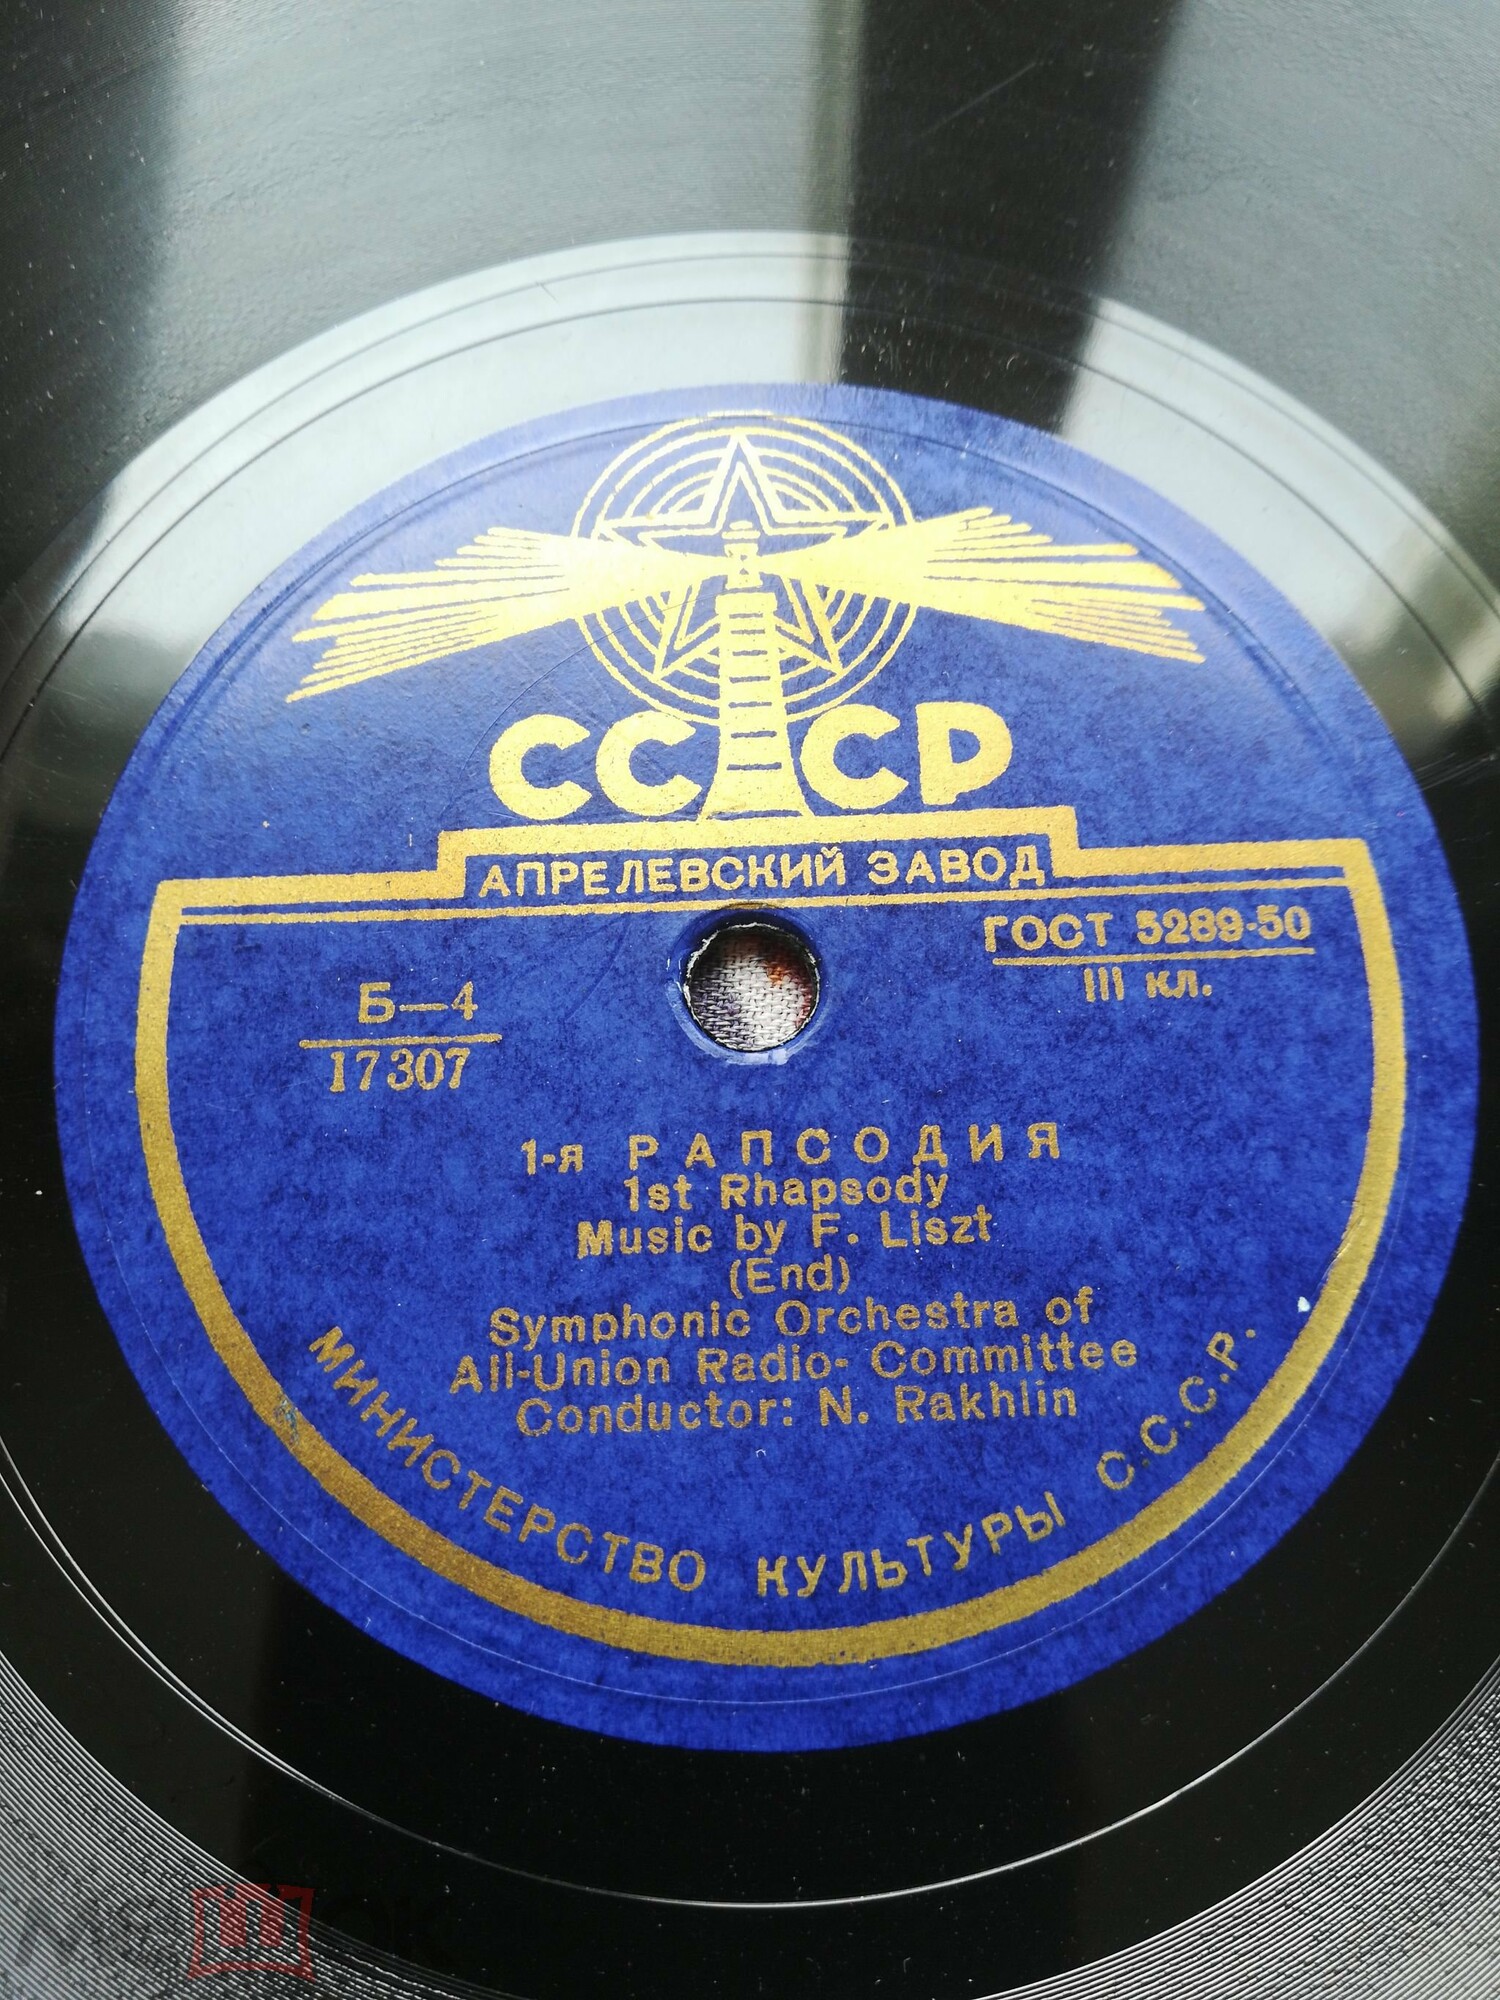 СССР
АПРЕЛЕВСКИЙ ЗАВОД
ГОСТ 5289-50
III кл.
Б—4
17307
1-я РАПСОДИЯ
1st Rhapsody
Music by F. Liszt
(End)
Symphonic Orchestra of
All-Union Radio- Committee
Conductor: N. Rakhlin
МИНИСТЕРСТВО КУЛЬТУРЫ С.С.С.Р.